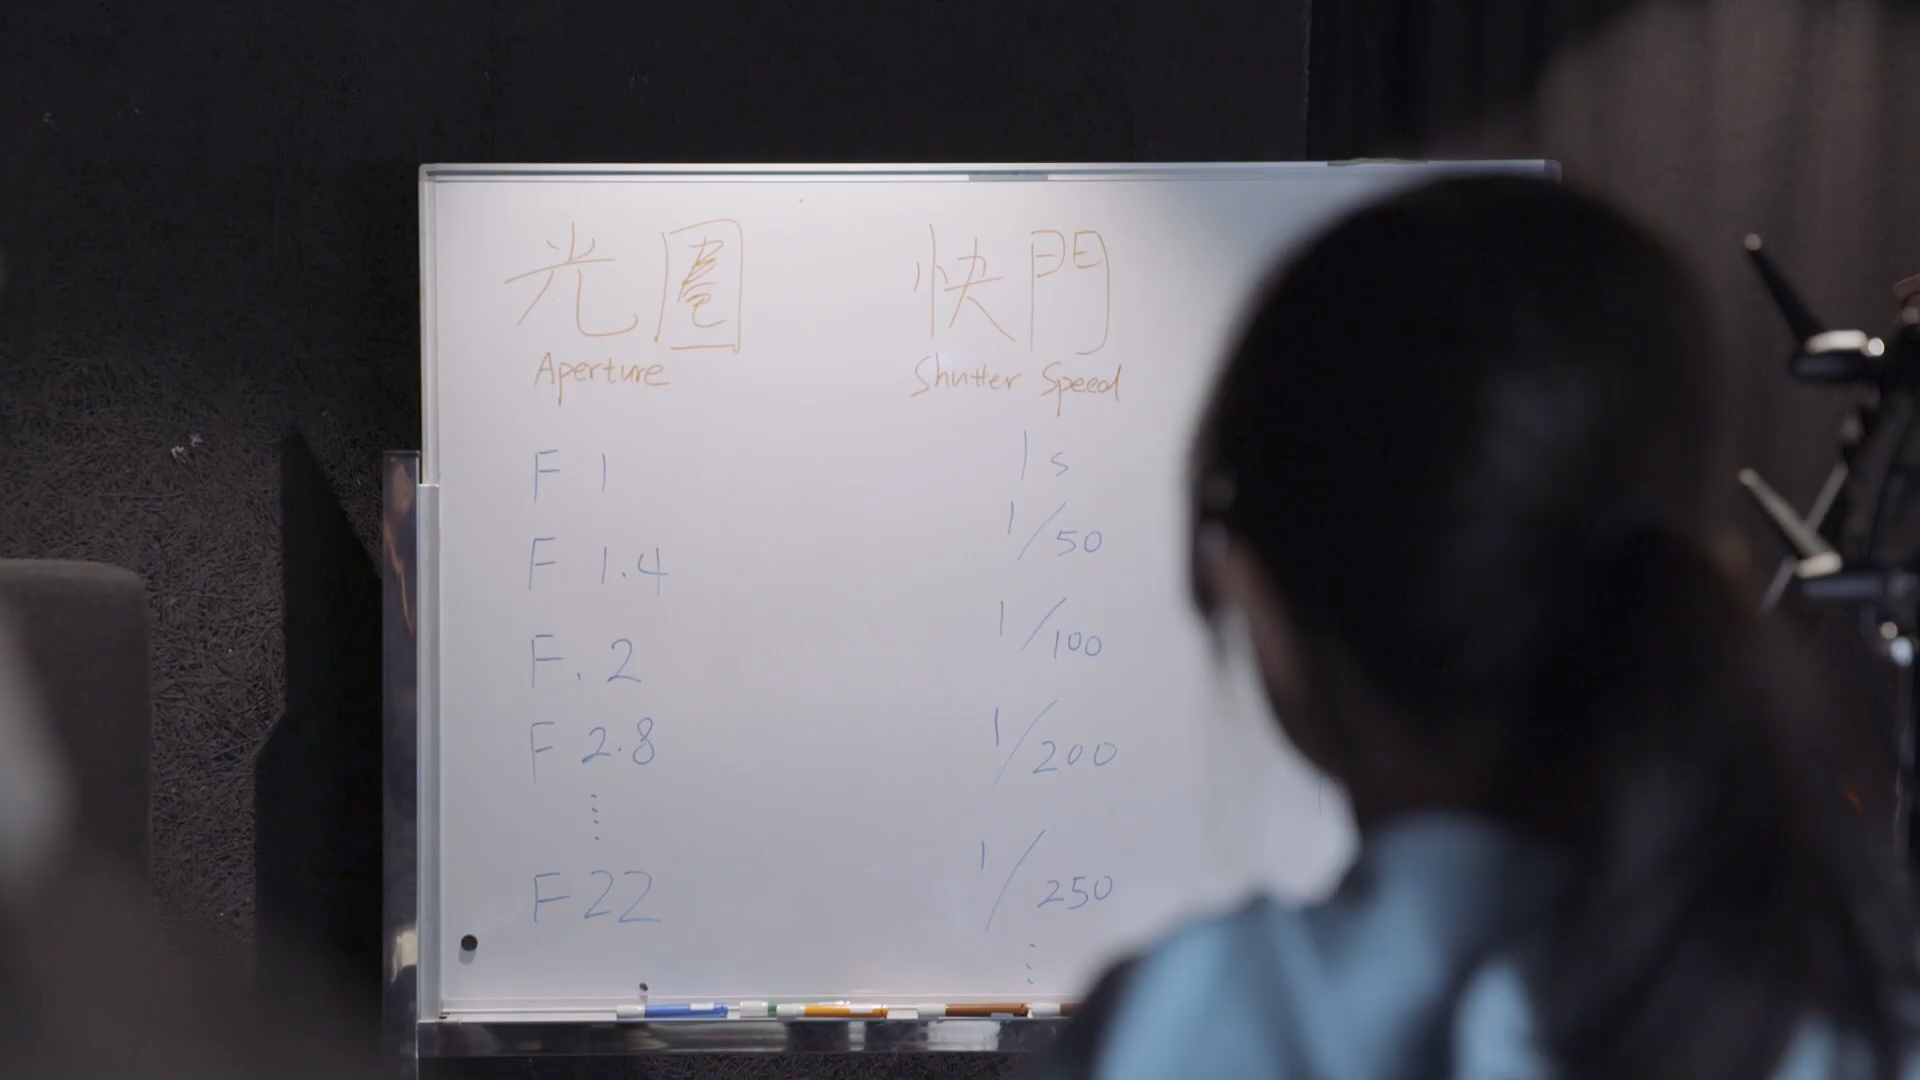 光圈 快門
Aperture Shutter Speed
F 1 1s
F 1.4 1/50
F. 2 1/100
F 2.8 1/200
⋮
F 22 1/250
⋮